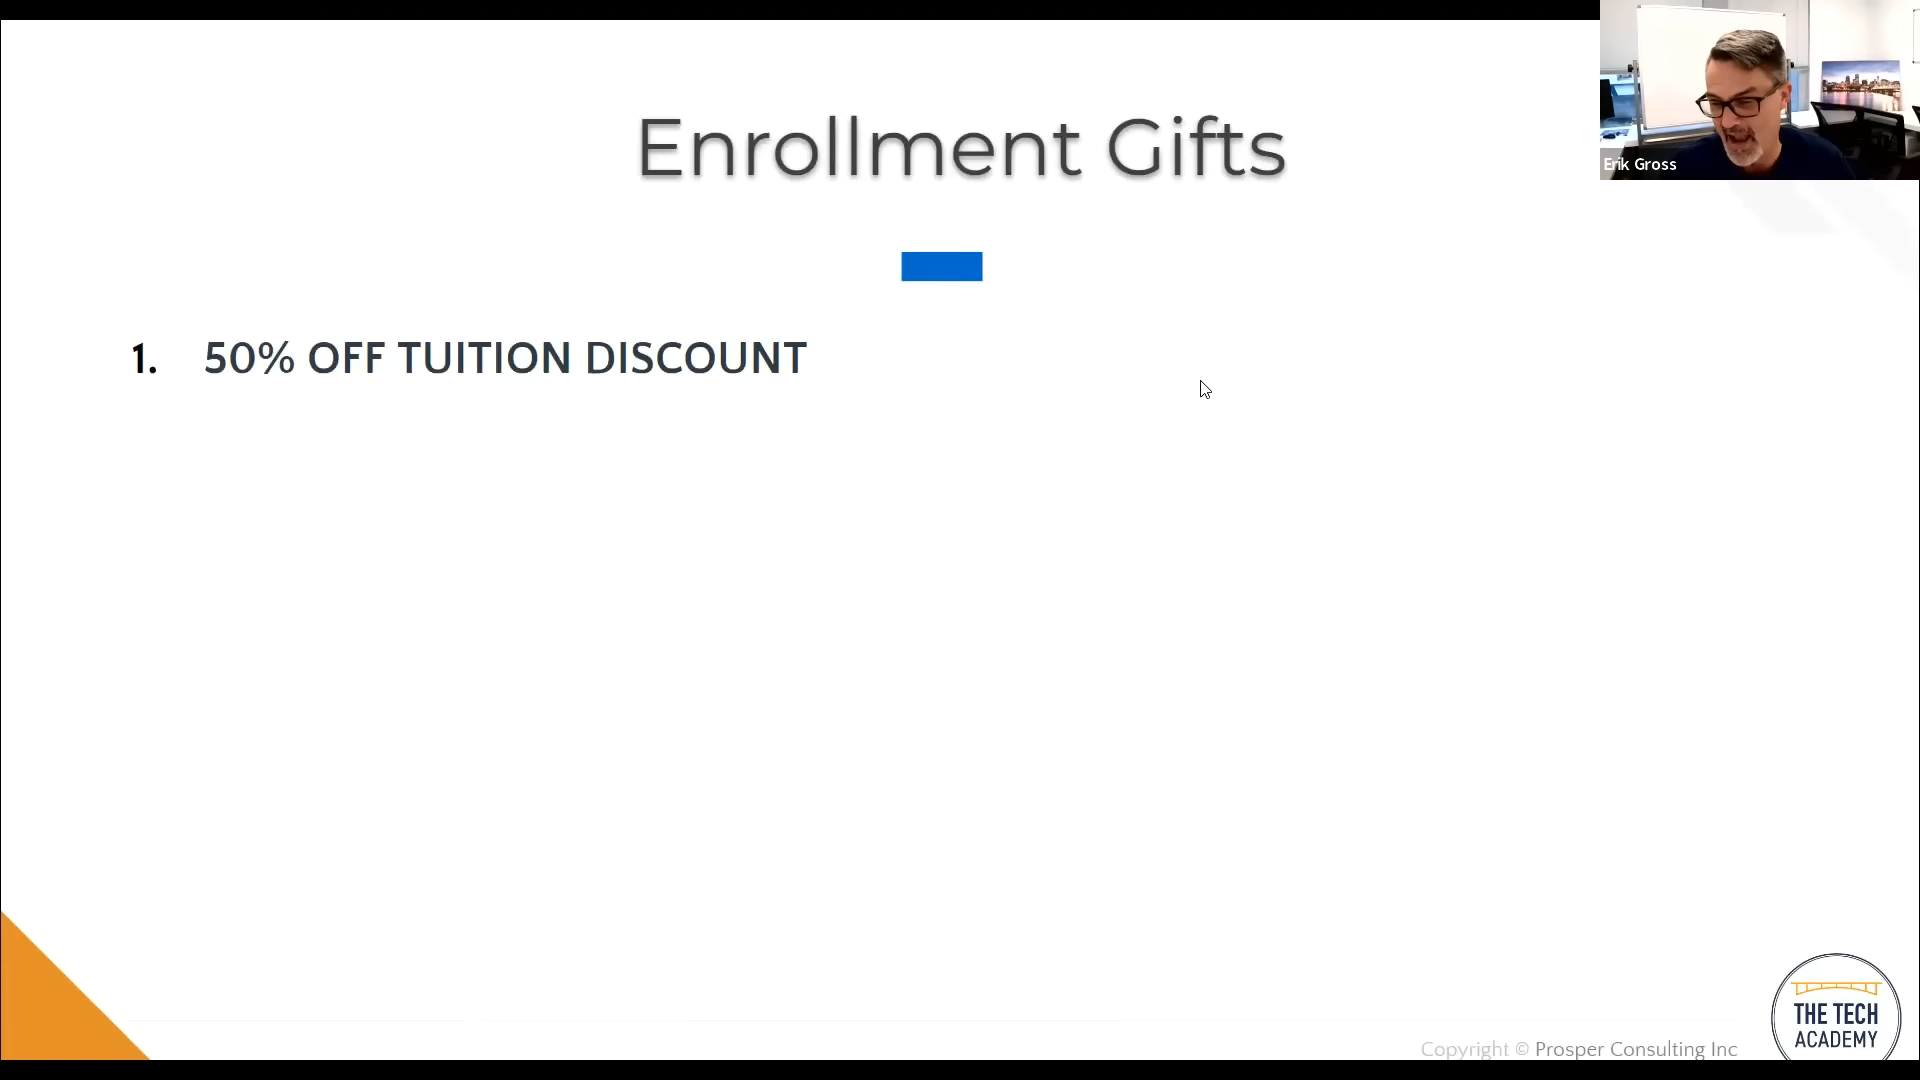 Enrollment Gifts
Erik Gross
1. 50% OFF TUITION DISCOUNT
Copyright © Prosper Consulting Inc
THE TECH
ACADEMY